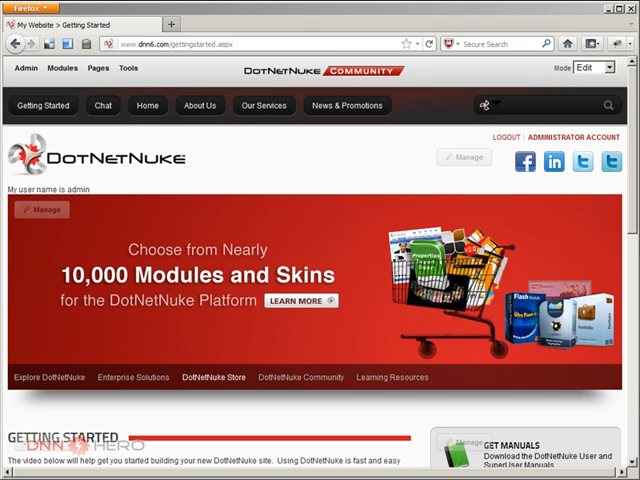 Firefox
My Website > Getting Started
www.dnn6.com/gettingstarted.aspx
Secure Search
Admin Modules Pages Tools
DOTNETNUKE COMMUNITY
Mode Edit
Getting Started Chat Home About Us Our Services News & Promotions
LOGOUT | ADMINISTRATOR ACCOUNT
DOTNETNUKE
Manage
My user name is admin
Manage
Choose from Nearly
10,000 Modules and Skins
for the DotNetNuke Platform LEARN MORE
Properties
V2.0
Flash
Portfolio
Explore DotNetNuke Enterprise Solutions DotNetNuke Store DotNetNuke Community Learning Resources
GETTING STARTED
DNN HERO
Manage
GET MANUALS
The video below will help get you started building your new DotNetNuke site. Using DotNetNuke is fast and easy
Download the DotNetNuke User and
SuperUser Manuals